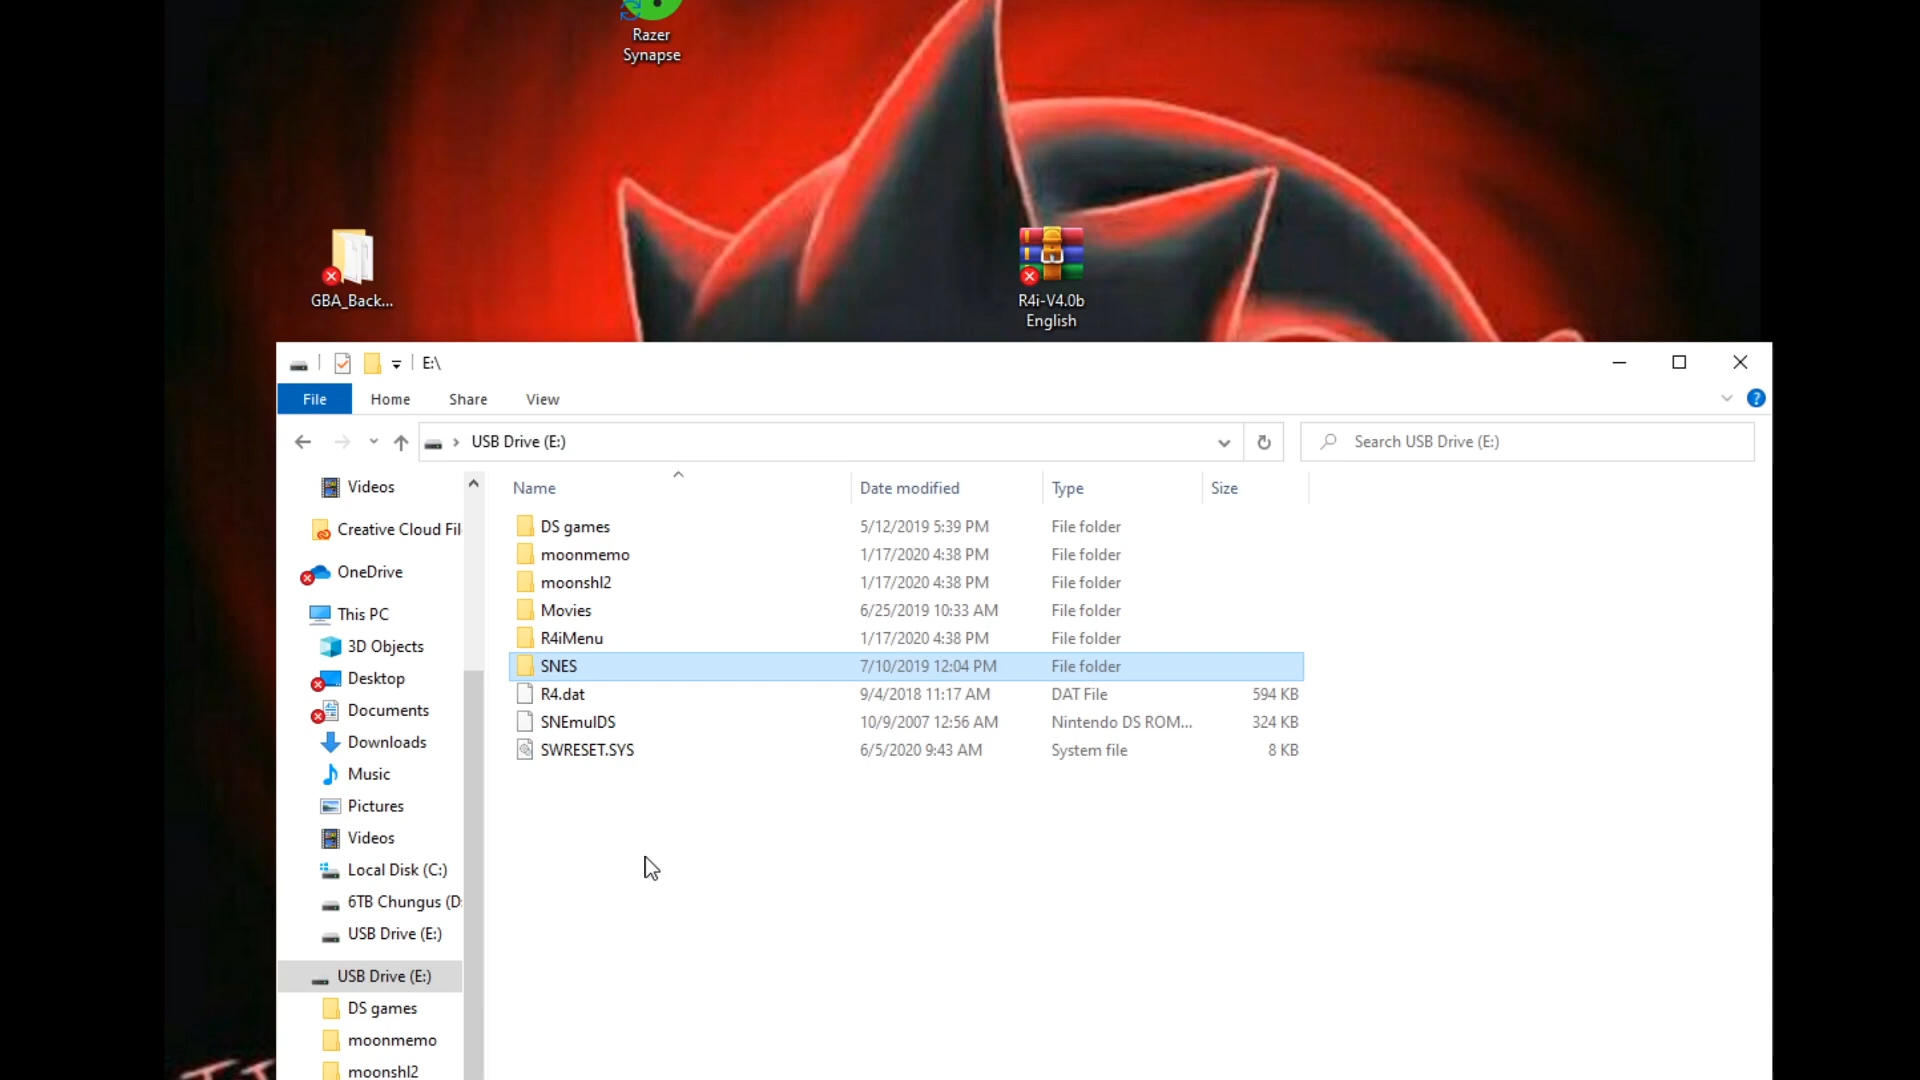 Razer
Synapse
GBA_Back...
R4i-V4.0b
English
E:\
File Home Share View
USB Drive (E:)
Search USB Drive (E:)
Name Date modified Type Size
Videos
Creative Cloud Fil
OneDrive
This PC
3D Objects
Desktop
Documents
Downloads
Music
Pictures
Videos
Local Disk (C:)
6TB Chungus (D:
USB Drive (E:)
USB Drive (E:)
DS games
moonmemo
moonshl2
DS games 5/12/2019 5:39 PM File folder
moonmemo 1/17/2020 4:38 PM File folder
moonshl2 1/17/2020 4:38 PM File folder
Movies 6/25/2019 10:33 AM File folder
R4iMenu 1/17/2020 4:38 PM File folder
SNES 7/10/2019 12:04 PM File folder
R4.dat 9/4/2018 11:17 AM DAT File 594 KB
SNEmulDS 10/9/2007 12:56 AM Nintendo DS ROM... 324 KB
SWRESET.SYS 6/5/2020 9:43 AM System file 8 KB